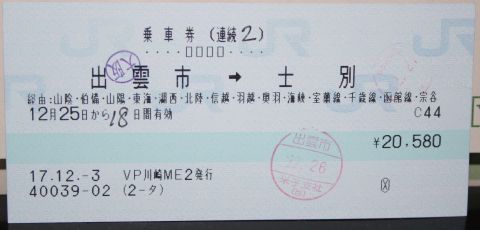 乗車券 (連続2)
・・・・□□□□・・・・
出雲市 → 士別
経由:山陰・伯備・山陽・東海・湖西・北陸・信越・羽越・奥羽・海峡・室蘭線・千歳線・函館線・宗谷
12月25日から18日間有効 C44
¥20,580
出雲市
17.12.-3 VP川崎ME2発行
40039-02 (2-タ)